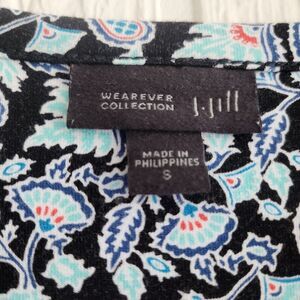 WEAREVER
COLLECTION
J.Jill
MADE IN
PHILIPPINES
S